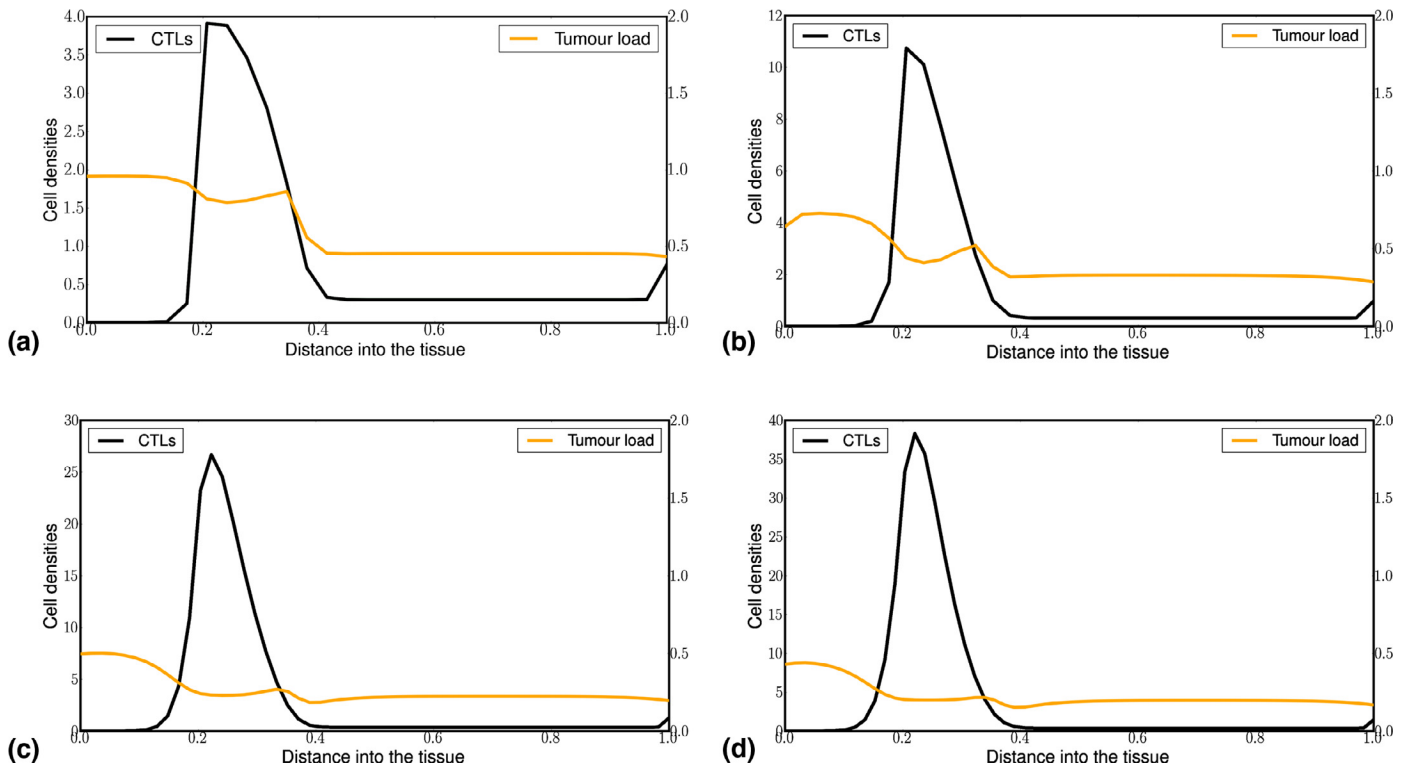 CTLs
Tumour load
4.0
3.5
3.0
2.5
2.0
1.5
1.0
0.5
0.0
Cell densities
2.0
1.5
1.0
0.5
0.0
0.0 0.2 0.4 0.6 0.8 1.0
Distance into the tissue
(a)
CTLs
Tumour load
12
10
8
6
4
2
0
Cell densities
2.0
1.5
1.0
0.5
0.0
0.0 0.2 0.4 0.6 0.8 1.0
Distance into the tissue
(b)
CTLs
Tumour load
30
25
20
15
10
5
0
Cell densities
2.0
1.5
1.0
0.5
0.0
0.0 0.2 0.4 0.6 0.8 1.0
Distance into the tissue
(c)
CTLs
Tumour load
40
35
30
25
20
15
10
5
0
Cell densities
2.0
1.5
1.0
0.5
0.0
0.0 0.2 0.4 0.6 0.8 1.0
Distance into the tissue
(d)